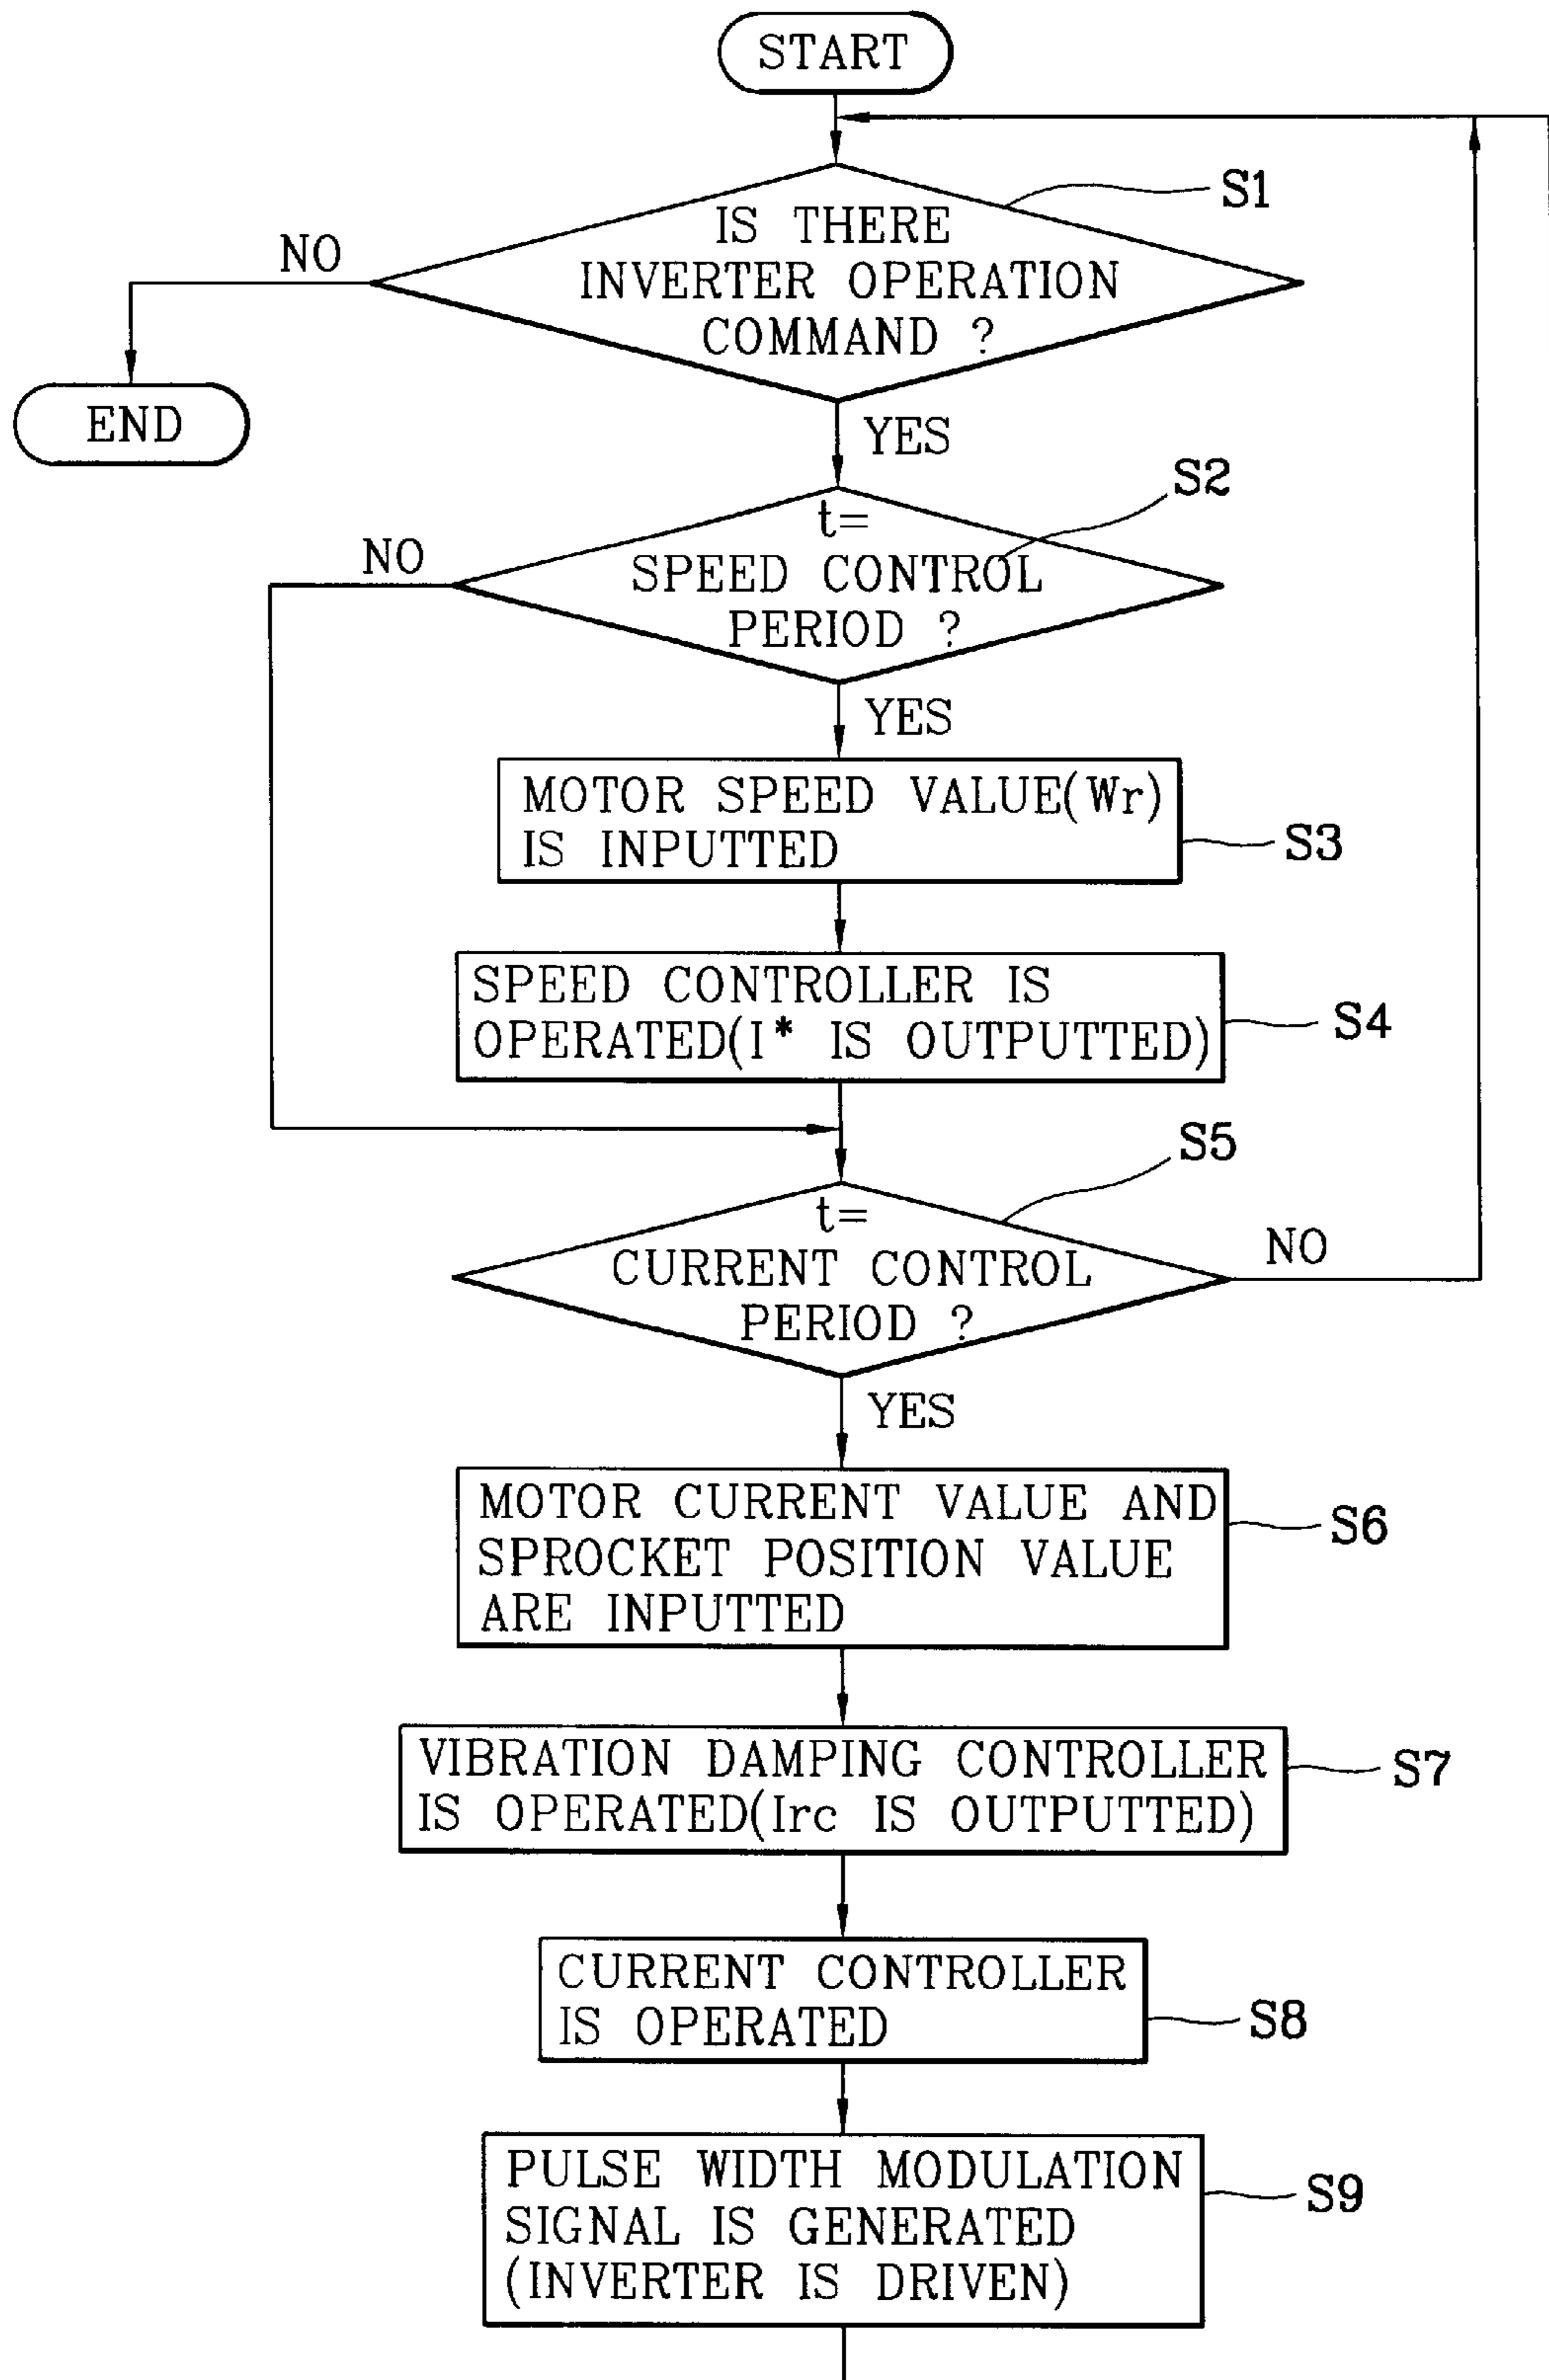 START
S1
IS THERE
INVERTER OPERATION
COMMAND ?
NO
END
YES
S2
t=
SPEED CONTROL
PERIOD ?
NO
YES
MOTOR SPEED VALUE(Wr)
IS INPUTTED
S3
SPEED CONTROLLER IS
OPERATED(I* IS OUTPUTTED)
S4
S5
t=
CURRENT CONTROL
PERIOD ?
NO
YES
MOTOR CURRENT VALUE AND
SPROCKET POSITION VALUE
ARE INPUTTED
S6
VIBRATION DAMPING CONTROLLER
IS OPERATED(Irc IS OUTPUTTED)
S7
CURRENT CONTROLLER
IS OPERATED
S8
PULSE WIDTH MODULATION
SIGNAL IS GENERATED
(INVERTER IS DRIVEN)
S9